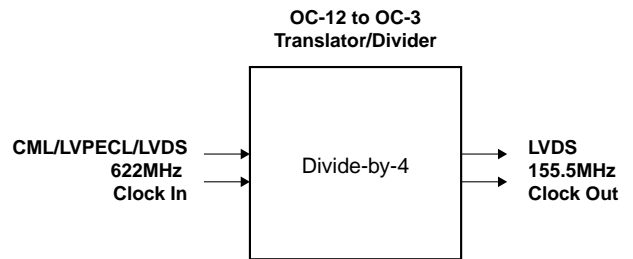 OC-12 to OC-3
Translator/Divider
CML/LVPECL/LVDS
622MHz
Clock In
Divide-by-4
LVDS
155.5MHz
Clock Out